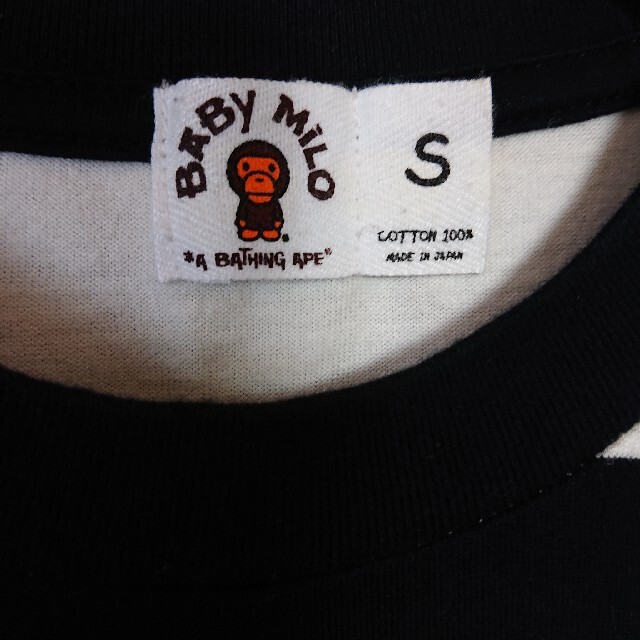 BABY MILO
*A BATHING APE"
S
COTTON 100%
MADE IN JAPAN